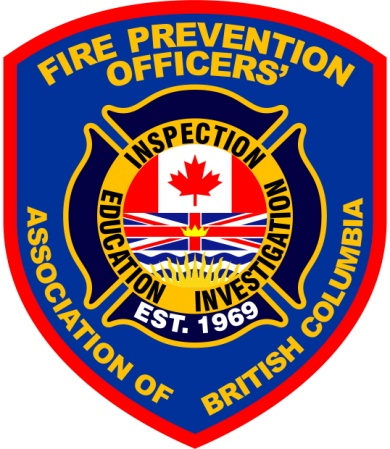 FIRE PREVENTION
OFFICERS'
INSPECTION
EDUCATION
INVESTIGATION
EST. 1969
ASSOCIATION OF
BRITISH COLUMBIA